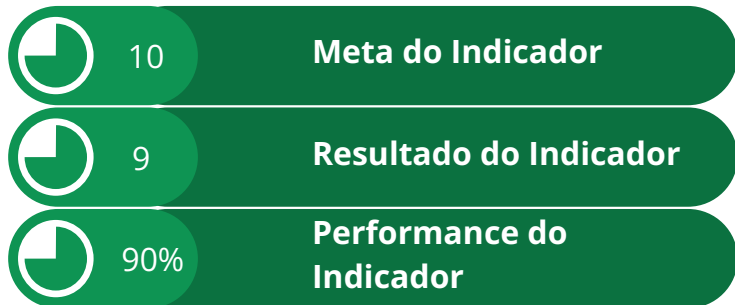 10
Meta do Indicador
9
Resultado do Indicador
90%
Performance do
Indicador